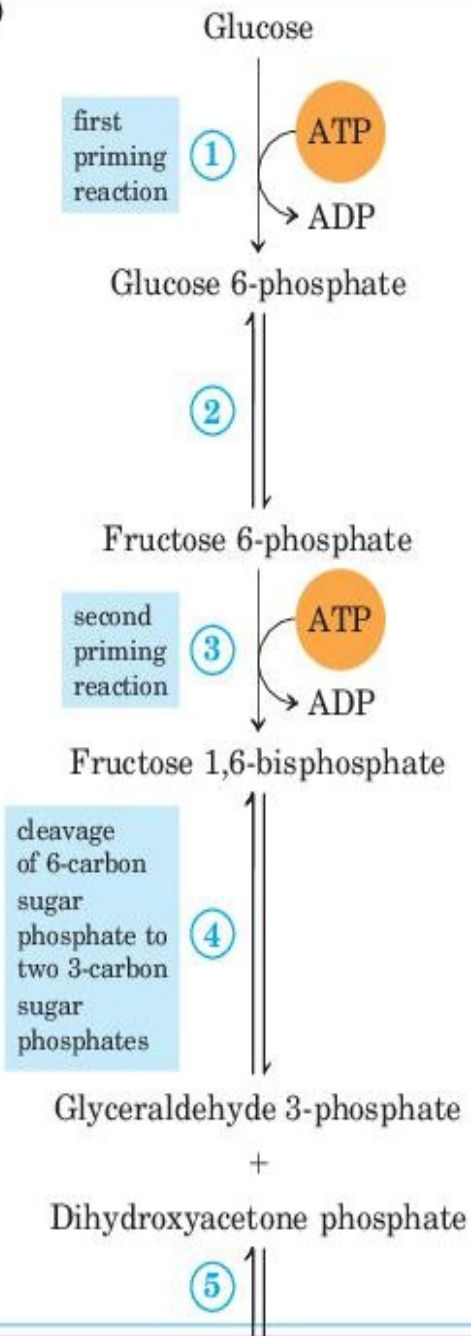 )
Glucose
first
priming
reaction
1
ATP
ADP
Glucose 6-phosphate
2
Fructose 6-phosphate
second
priming
reaction
3
ATP
ADP
Fructose 1,6-bisphosphate
cleavage
of 6-carbon
sugar
phosphate to
two 3-carbon
sugar
phosphates
4
Glyceraldehyde 3-phosphate
+
Dihydroxyacetone phosphate
5